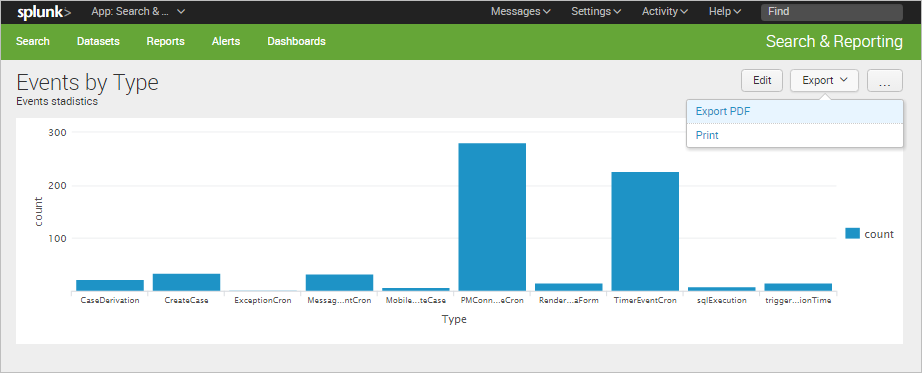 splunk> App: Search & ... Messages Settings Activity Help Find
Search Datasets Reports Alerts Dashboards Search & Reporting
Events by Type
Events stadistics
Edit Export ...
Export PDF
Print
300
200
100
count
CaseDerivation CreateCase ExceptionCron Messag...ntCron Mobile...teCase PMConn...eCron Render...aForm TimerEventCron sqlExecution trigger...ionTime
Type
count